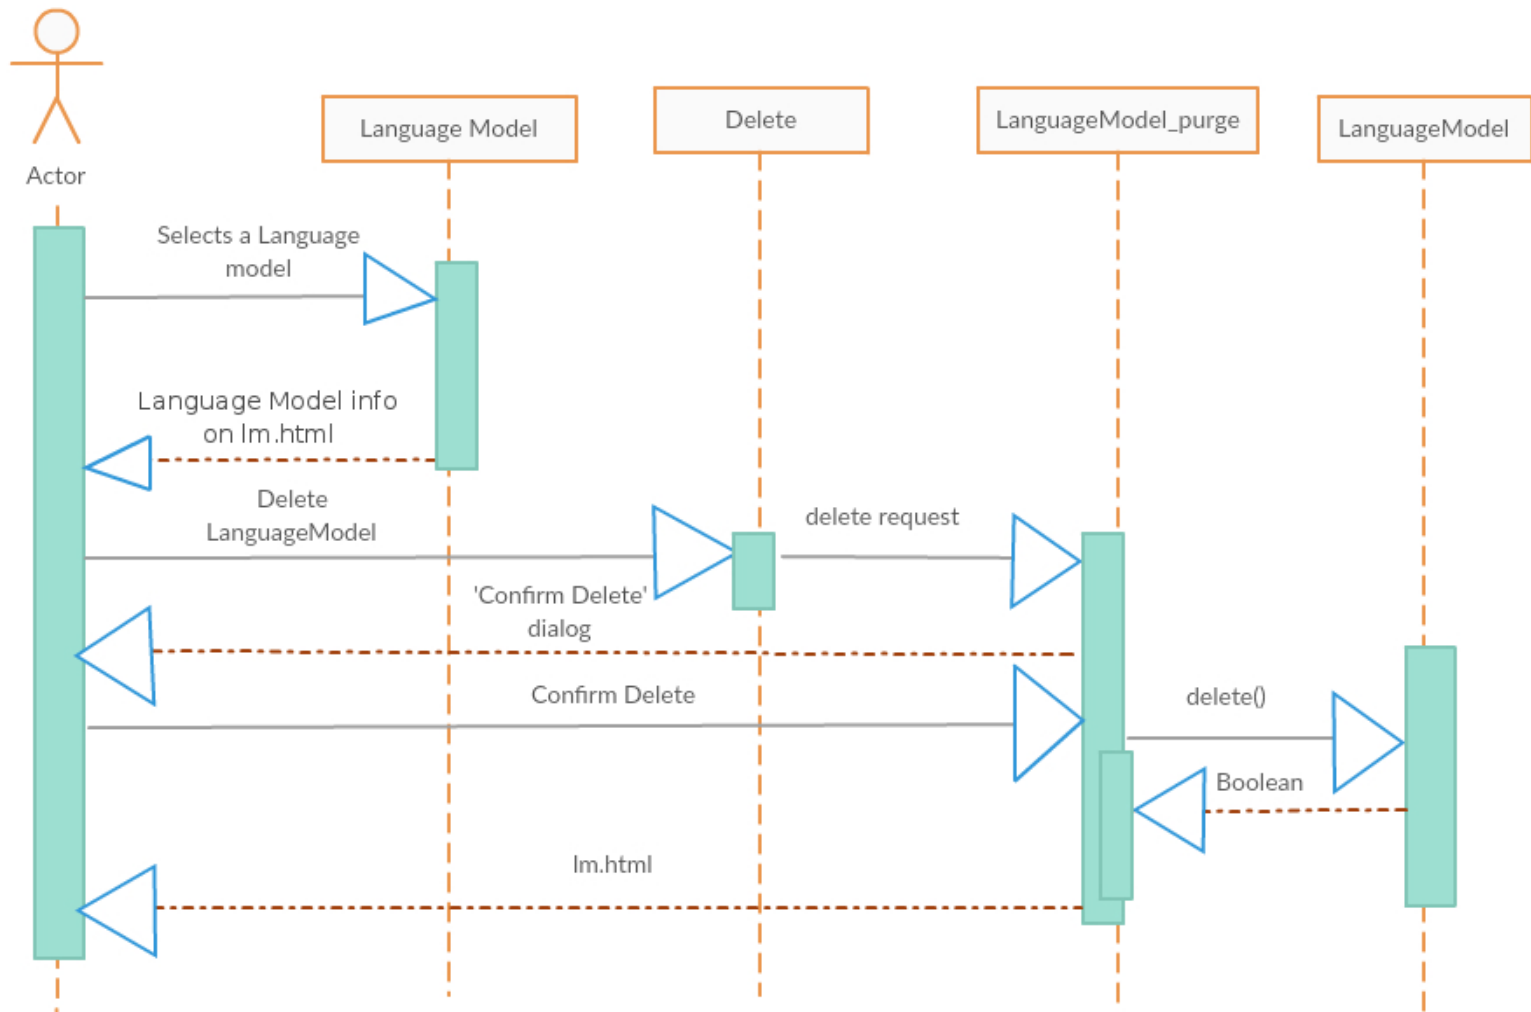 Actor
Language Model
Delete
LanguageModel_purge
LanguageModel
Selects a Language
model
Language Model info
on lm.html
Delete
LanguageModel
delete request
'Confirm Delete'
dialog
Confirm Delete
delete()
Boolean
lm.html